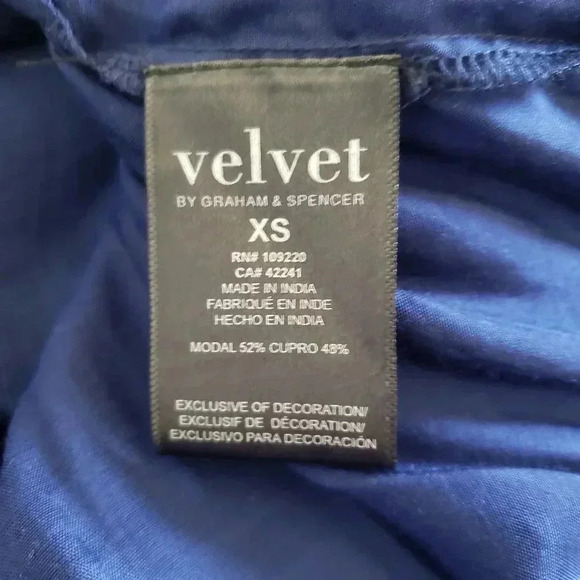 velvet
BY GRAHAM & SPENCER
XS
RN# 109220
CA# 42241
MADE IN INDIA
FABRIQUÉ EN INDE
HECHO EN INDIA
MODAL 52% CUPRO 48%
EXCLUSIVE OF DECORATION/
EXCLUSIF DE DÉCORATION/
EXCLUSIVO PARA DECORACIÓN